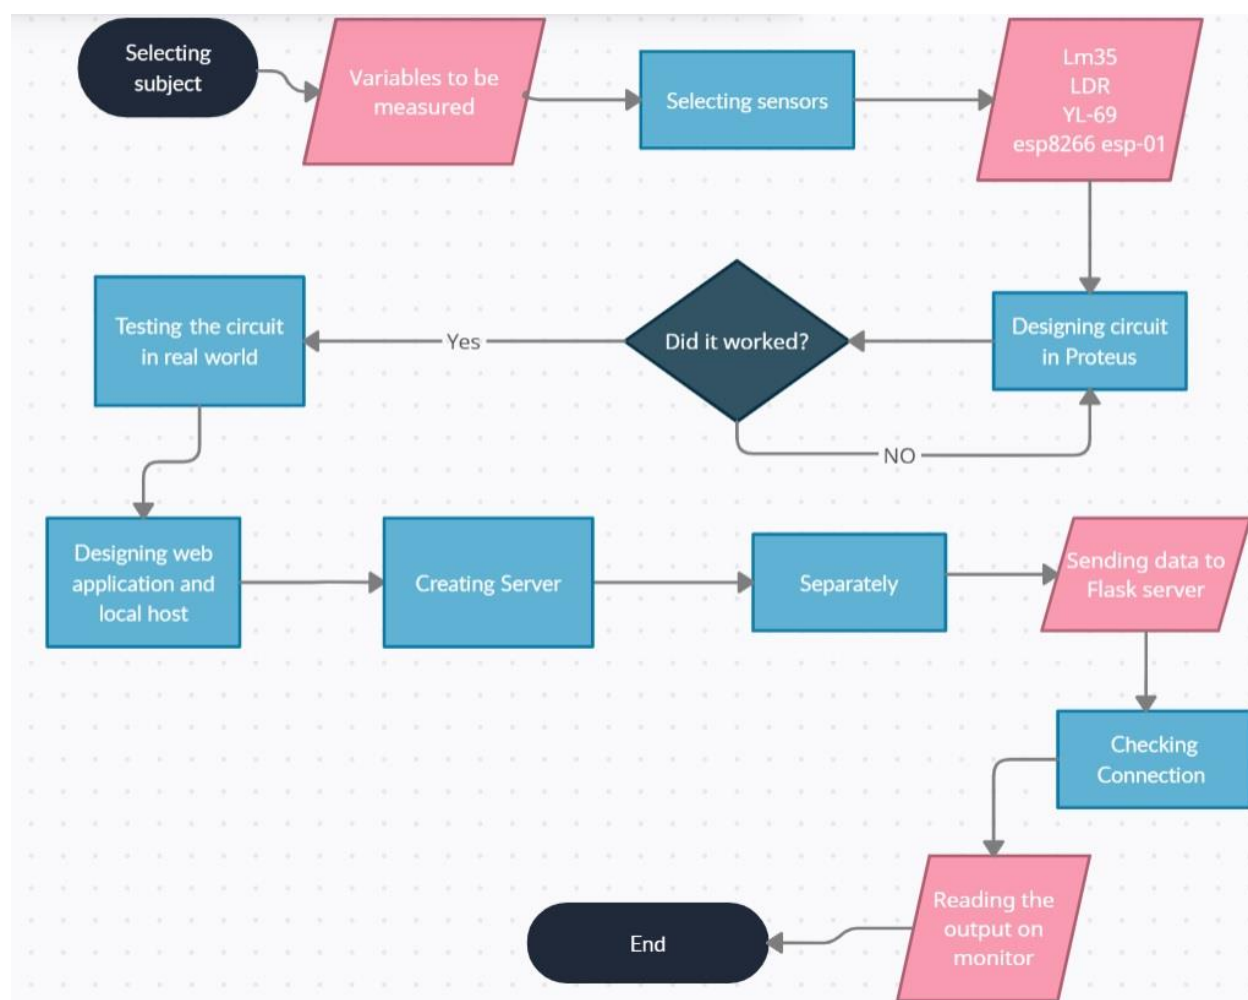 Selecting
subject
Variables to be
measured
Selecting sensors
Lm35
LDR
YL-69
esp8266 esp-01
Designing circuit
in Proteus
Did it worked?
Yes
NO
Testing the circuit
in real world
Designing web
application and
local host
Creating Server
Separately
Sending data to
Flask server
Checking
Connection
Reading the
output on
monitor
End